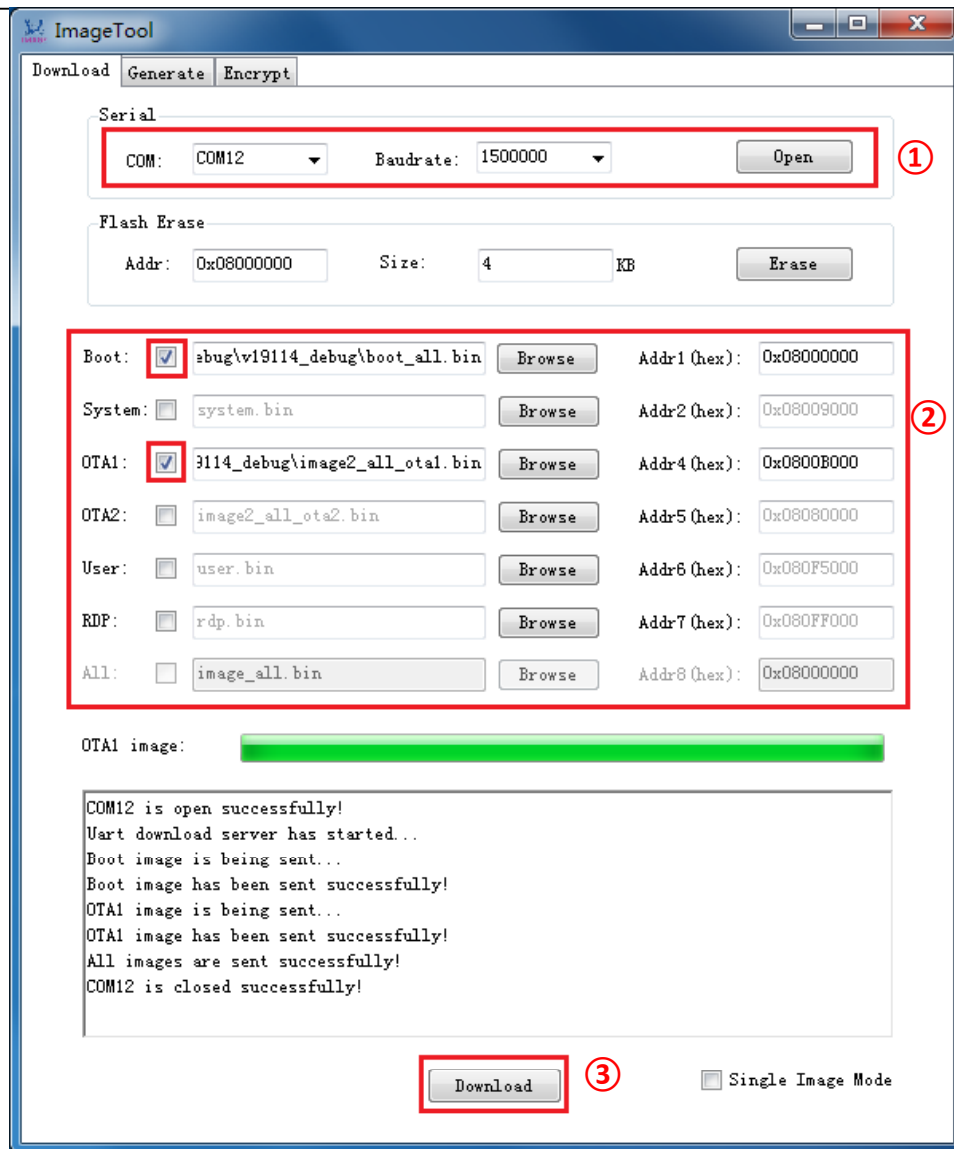 ImageTool
Download Generate Encrypt
Serial
COM: COM12 Baudrate: 1500000 Open ①
Flash Erase
Addr: 0x08000000 Size: 4 KB Erase
Boot: ebug\v19114_debug\boot_all.bin Browse Addr1(hex): 0x08000000
System: system.bin Browse Addr2(hex): 0x08009000
②
OTA1: 9114_debug\image2_all_ota1.bin Browse Addr4(hex): 0x0800B000
OTA2: image2_all_ota2.bin Browse Addr5(hex): 0x08080000
User: user.bin Browse Addr6(hex): 0x080F5000
RDP: rdp.bin Browse Addr7(hex): 0x080FF000
All: image_all.bin Browse Addr8(hex): 0x08000000
OTA1 image:
COM12 is open successfully!
Uart download server has started...
Boot image is being sent...
Boot image has been sent successfully!
OTA1 image is being sent...
OTA1 image has been sent successfully!
All images are sent successfully!
COM12 is closed successfully!
Download ③ Single Image Mode